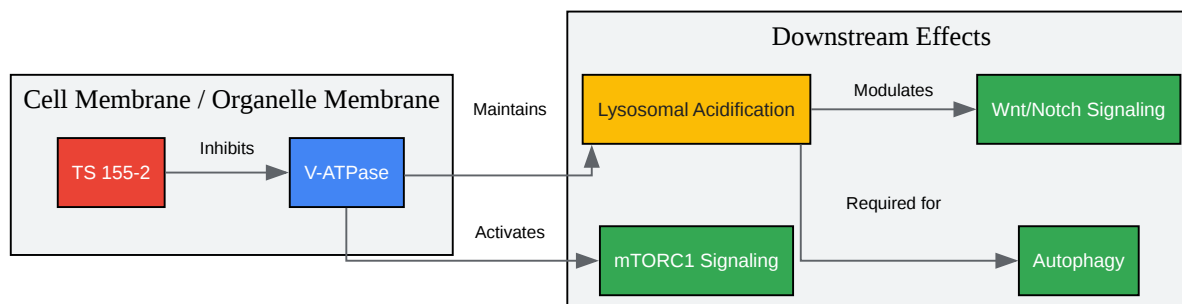 Downstream Effects
Cell Membrane / Organelle Membrane
Maintains
Lysosomal Acidification
Modulates
Wnt/Notch Signaling
TS 155-2
Inhibits
V-ATPase
Required for
Activates
mTORC1 Signaling
Autophagy